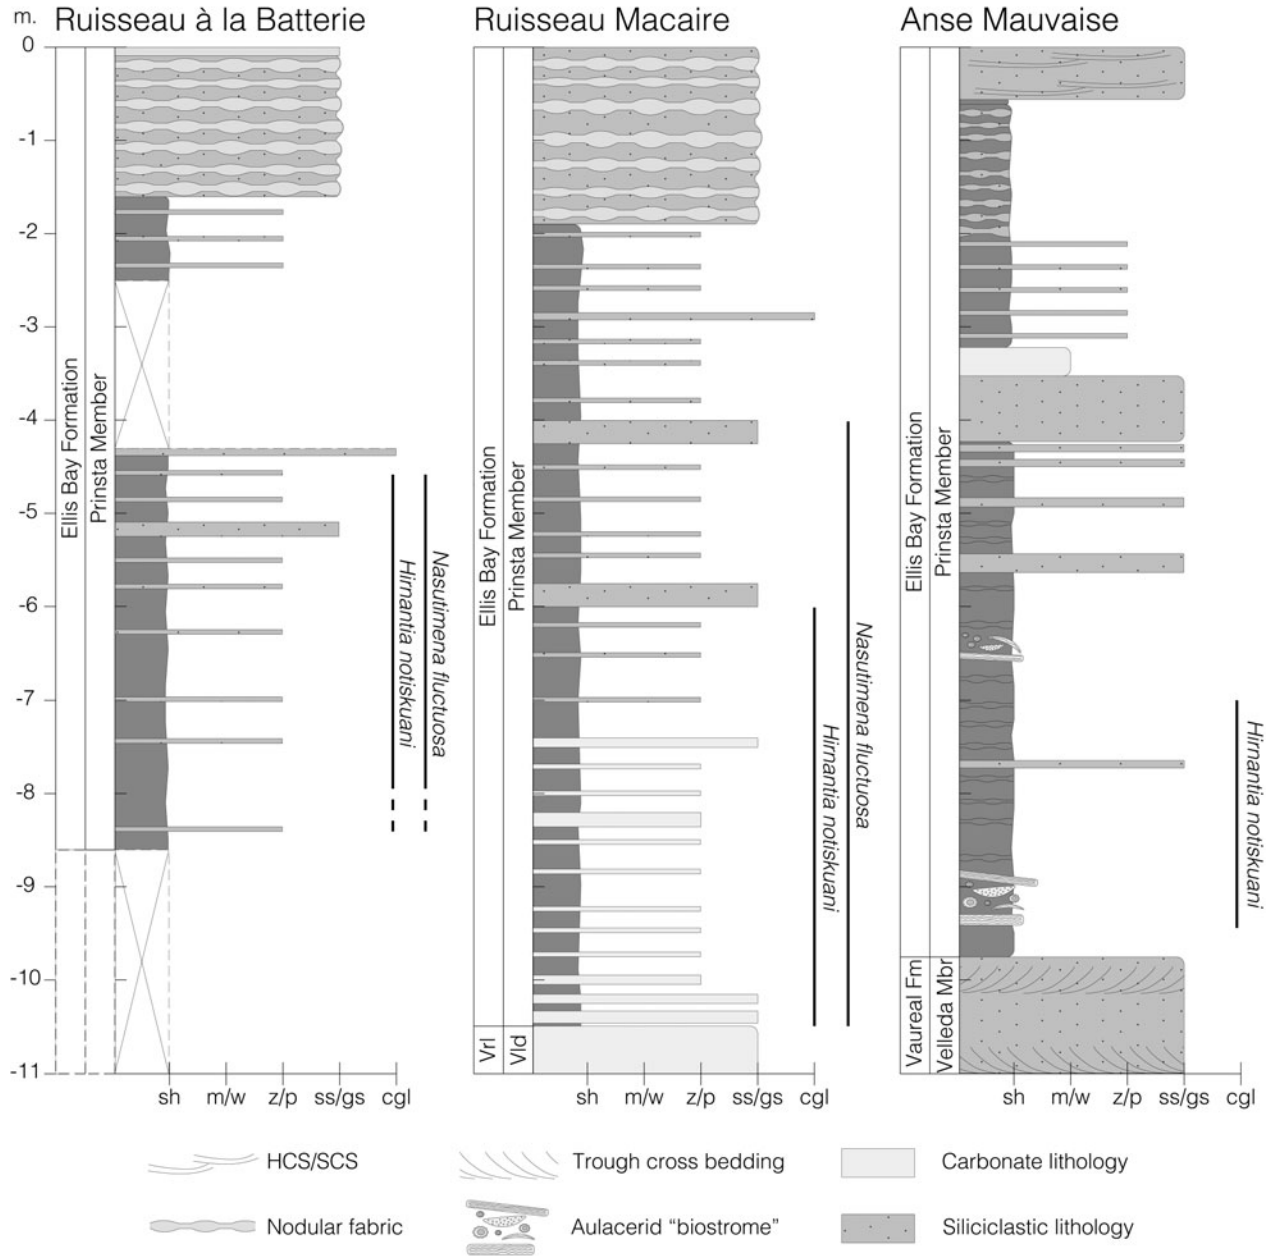 m.
Ruisseau à la Batterie
Ruisseau Macaire
Anse Mauvaise
0
-1
-2
-3
-4
-5
-6
-7
-8
-9
-10
-11
Ellis Bay Formation
Prinsta Member
Hirnantia notiskuani
Nasutimena fluctuosa
sh
m/w
z/p
ss/gs
cgl
Ellis Bay Formation
Prinsta Member
Vrl
Vld
Hirnantia notiskuani
Nasutimena fluctuosa
sh
m/w
z/p
ss/gs
cgl
Ellis Bay Formation
Prinsta Member
Vaureal Fm
Velleda Mbr
Hirnantia notiskuani
sh
m/w
z/p
ss/gs
cgl
HCS/SCS
Trough cross bedding
Carbonate lithology
Nodular fabric
Aulacerid “biostrome”
Siliciclastic lithology